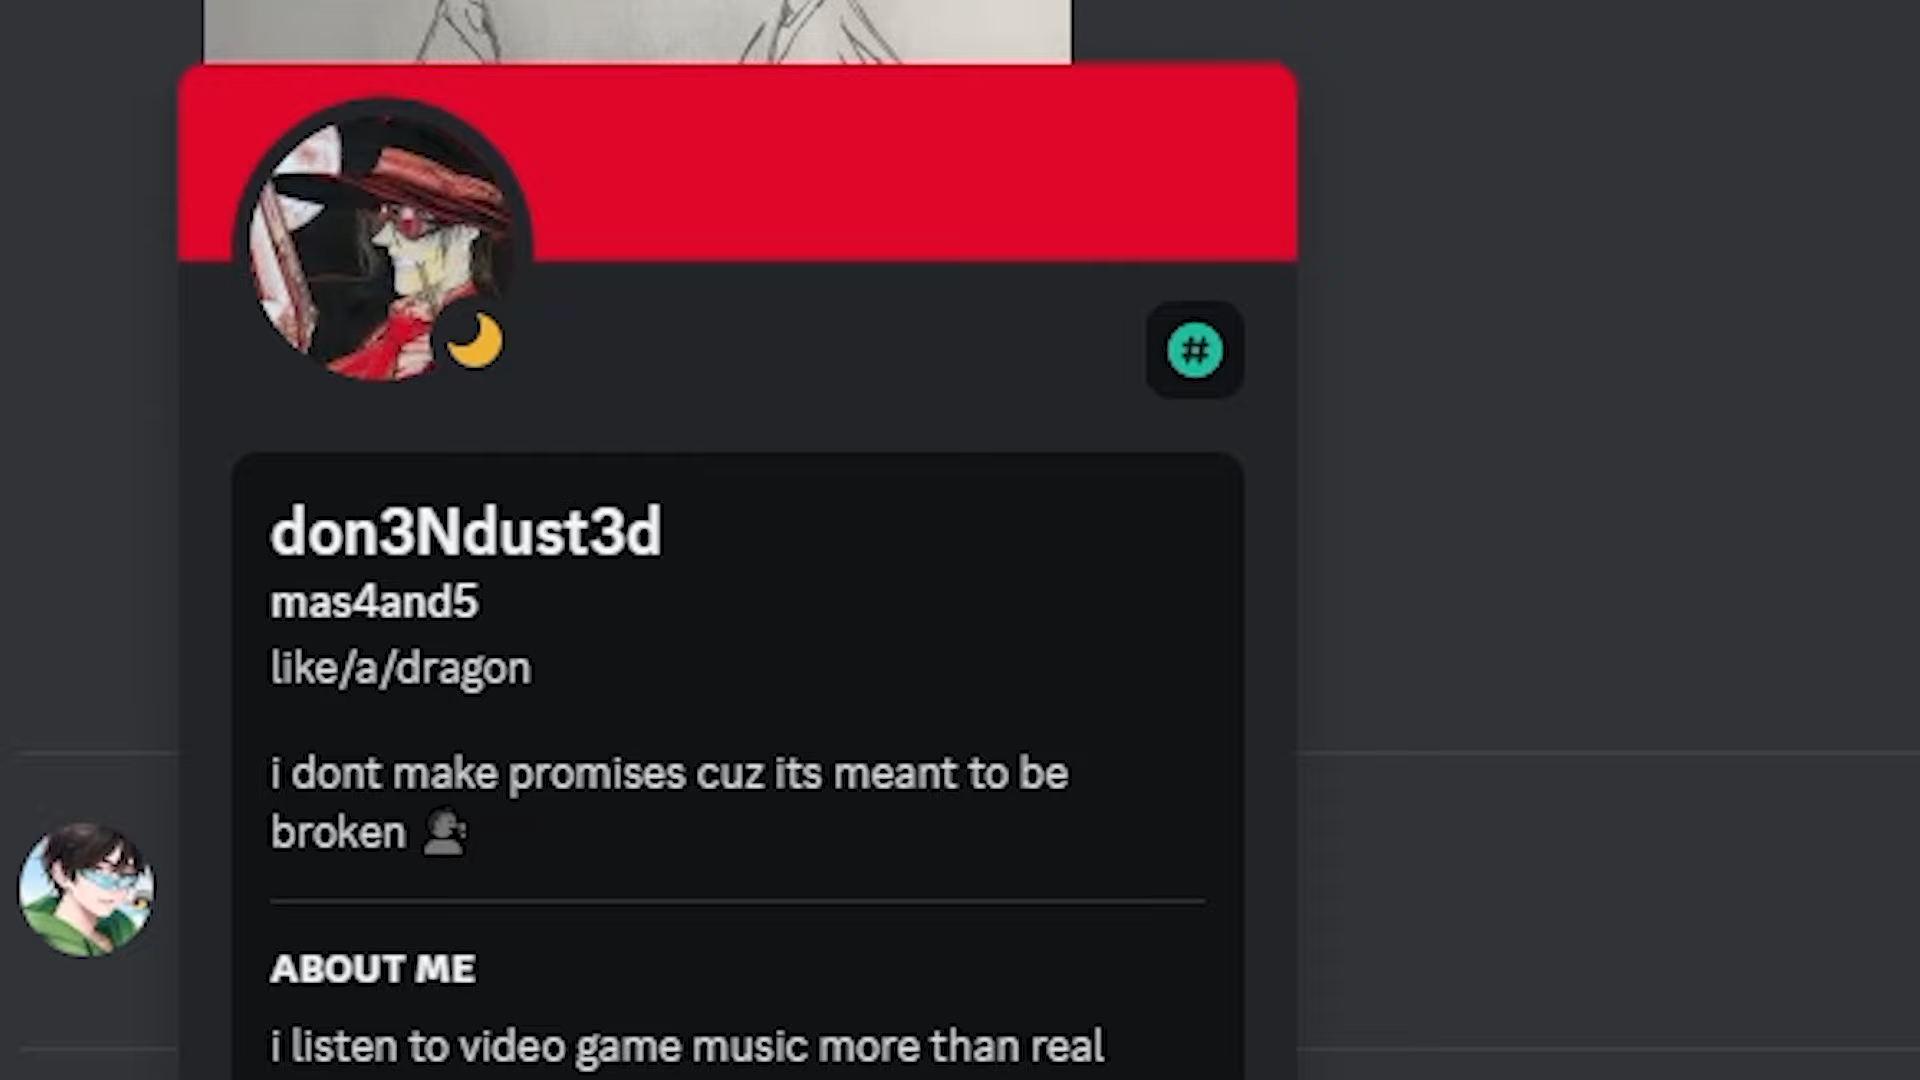 #
don3Ndust3d
mas4and5
like/a/dragon
i dont make promises cuz its meant to be
broken
ABOUT ME
i listen to video game music more than real